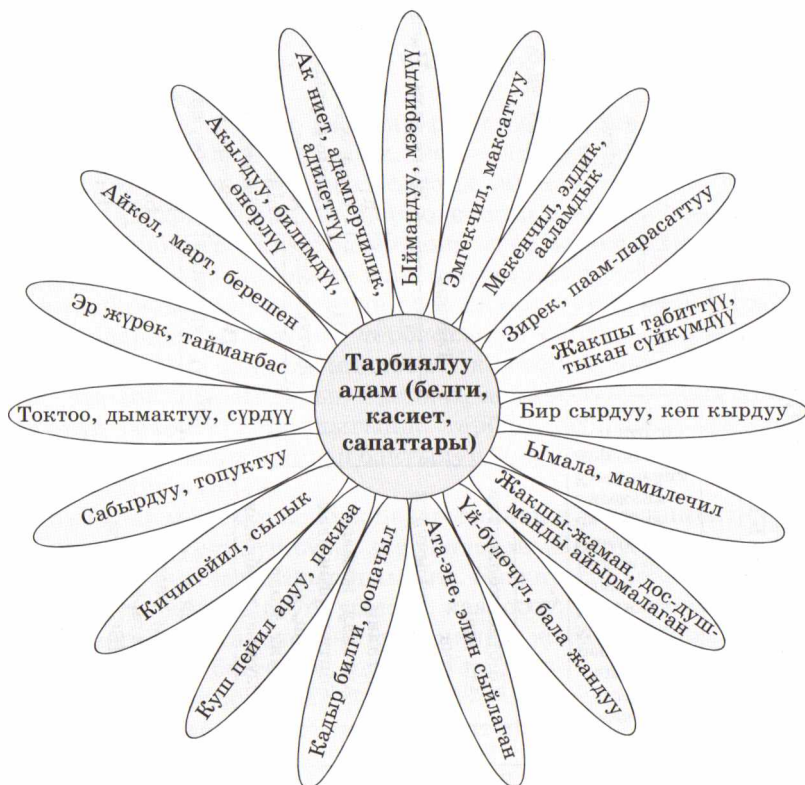 Тарбиялуу
адам (белги,
касиет,
сапаттары)
Ыймандуу, мээримдүү
Эмгекчил, максаттуу
Мекенчил, элдик,
ааламдык
Зирек, паам-парасаттуу
Жакшы табиттүү,
тыкан сүйкүмдүү
Бир сырдуу, көп кырдуу
Ымала, мамилечил
Жакшы-жаман, дос-душ-
манды айырмалаган
Үй-бүлөчүл, бала жандуу
Ата-эне, элин сыйлаган
Кадыр билги, оопачыл
Куш пейил аруу, пакиза
Кичипейил, сылык
Сабырдуу, топуктуу
Токтоо, дымактуу, сүрдүү
Эр жүрөк, тайманбас
Айкөл, март, берешен
Акылдуу, билимдүү,
өнөрлүү
Ак ниет, адамгерчилик,
адилеттүү